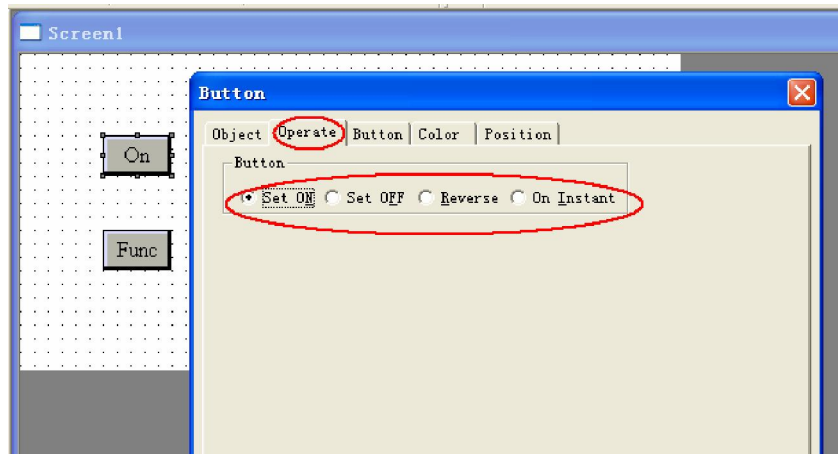 Screen1
Button
Object Operate Button Color Position
Button
On
Set ON Set OFF Reverse On Instant
Func